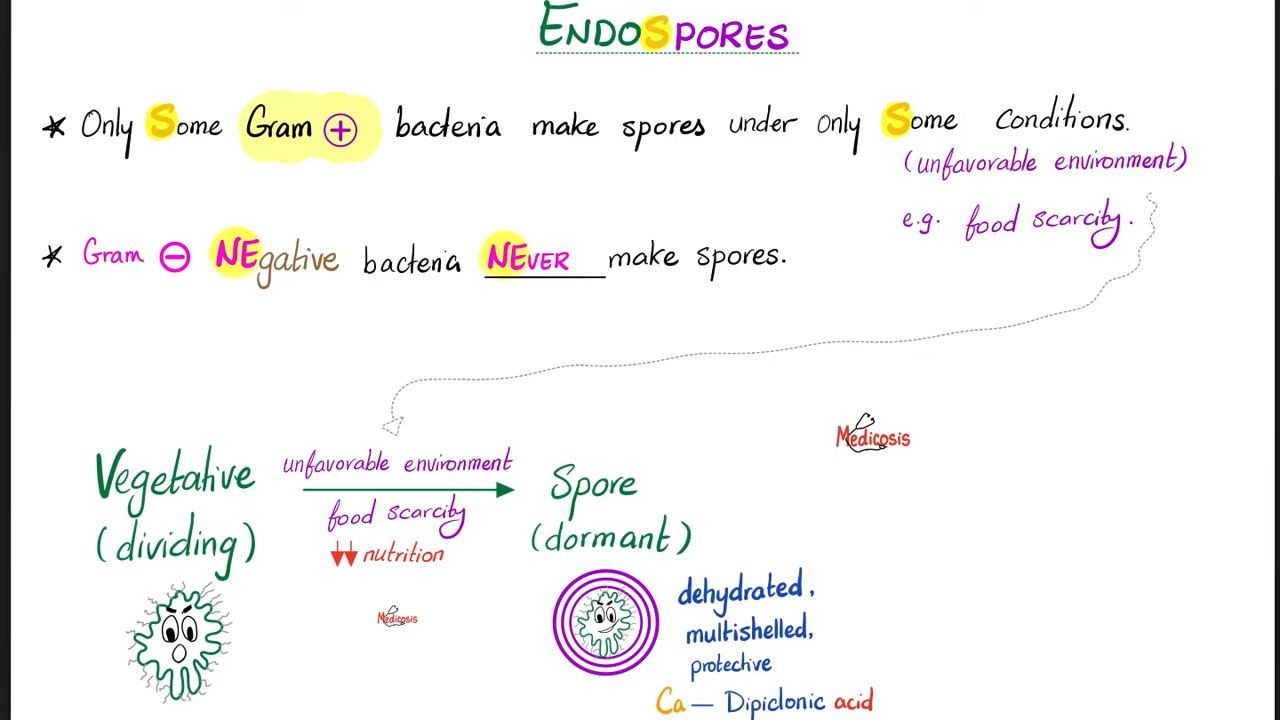 ENDOSPORES
* Only Some Gram + bacteria make spores under only Some conditions.
(unfavorable environment)
e.g. food scarcity.
* Gram − NEgative bacteria NEVER make spores.
Medicosis
Vegetative
(dividing)
unfavorable environment
food scarcity
↓↓ nutrition
Spore
(dormant)
Medicosis
dehydrated,
multishelled,
protective
Ca — Dipiclonic acid